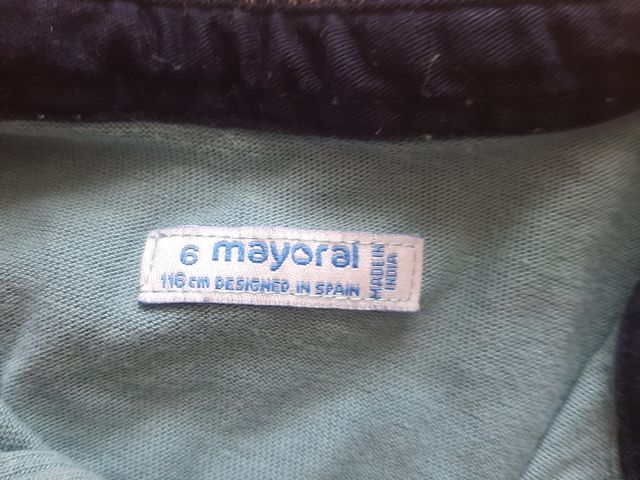 6 mayoral
116 cm DESIGNED IN SPAIN
MADE IN
INDIA